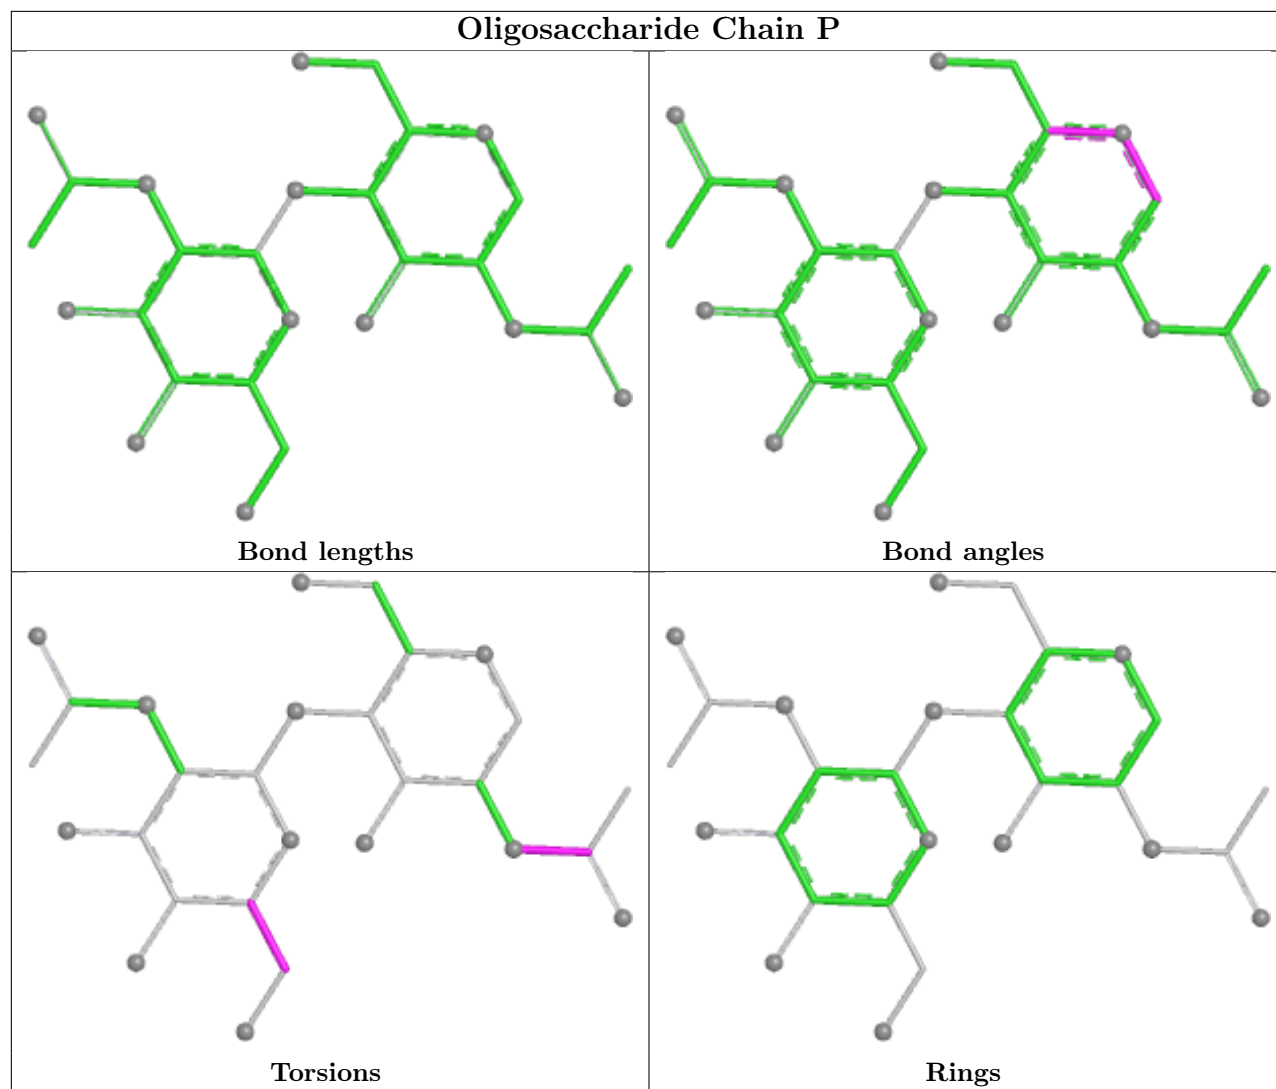 Oligosaccharide Chain P
Bond lengths
Bond angles
Torsions
Rings